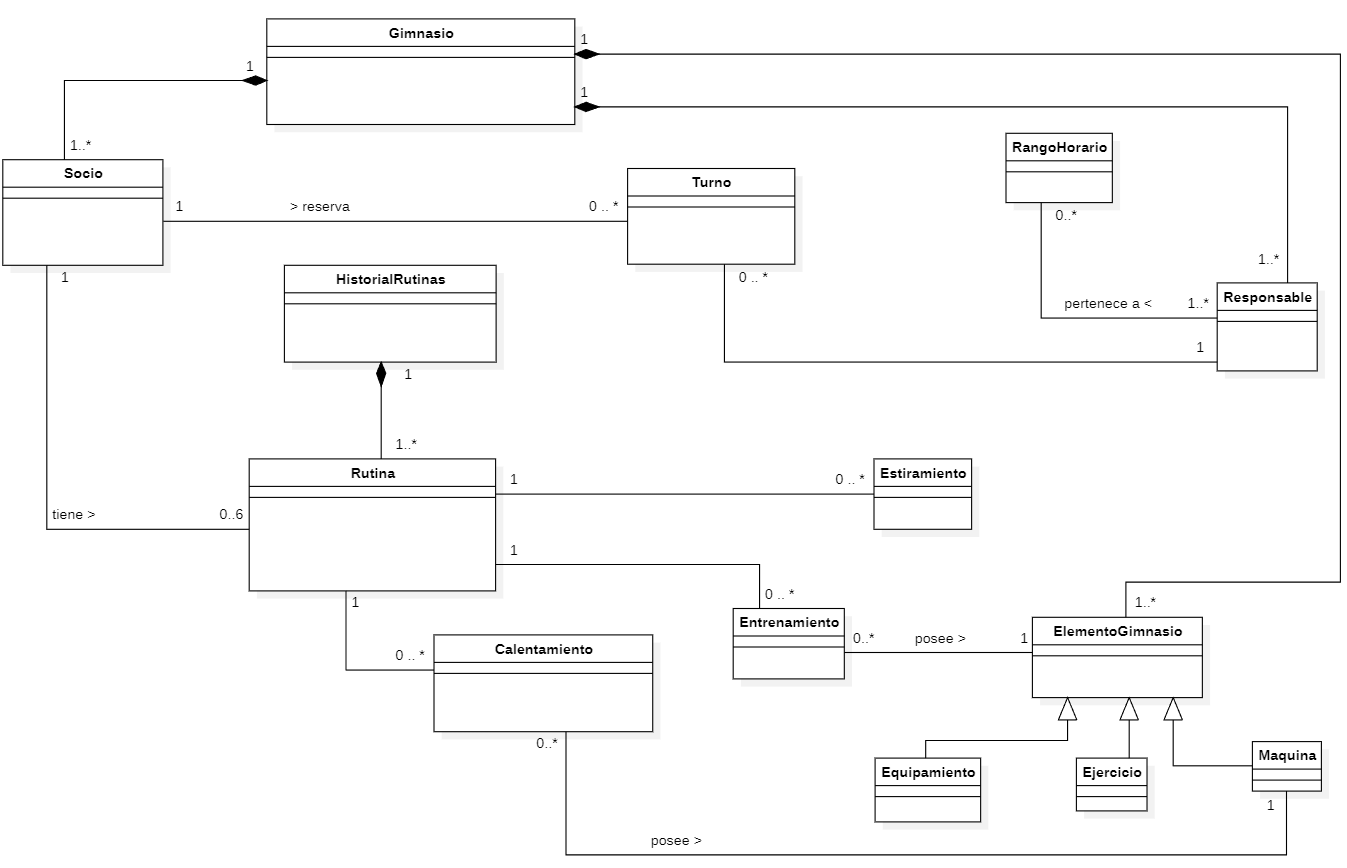 Gimnasio
1
1
1
1..*
RangoHorario
Socio
Turno
1
> reserva
0 .. *
0..*
1..*
1
HistorialRutinas
0 .. *
Responsable
pertenece a <
1..*
1
1
1..*
Rutina
1
0 .. *
Estiramiento
tiene >
0..6
1
0 .. *
1
1..*
Entrenamiento
0..*
posee >
1
ElementoGimnasio
0 .. *
Calentamiento
0..*
Equipamiento
Ejercicio
Maquina
1
posee >